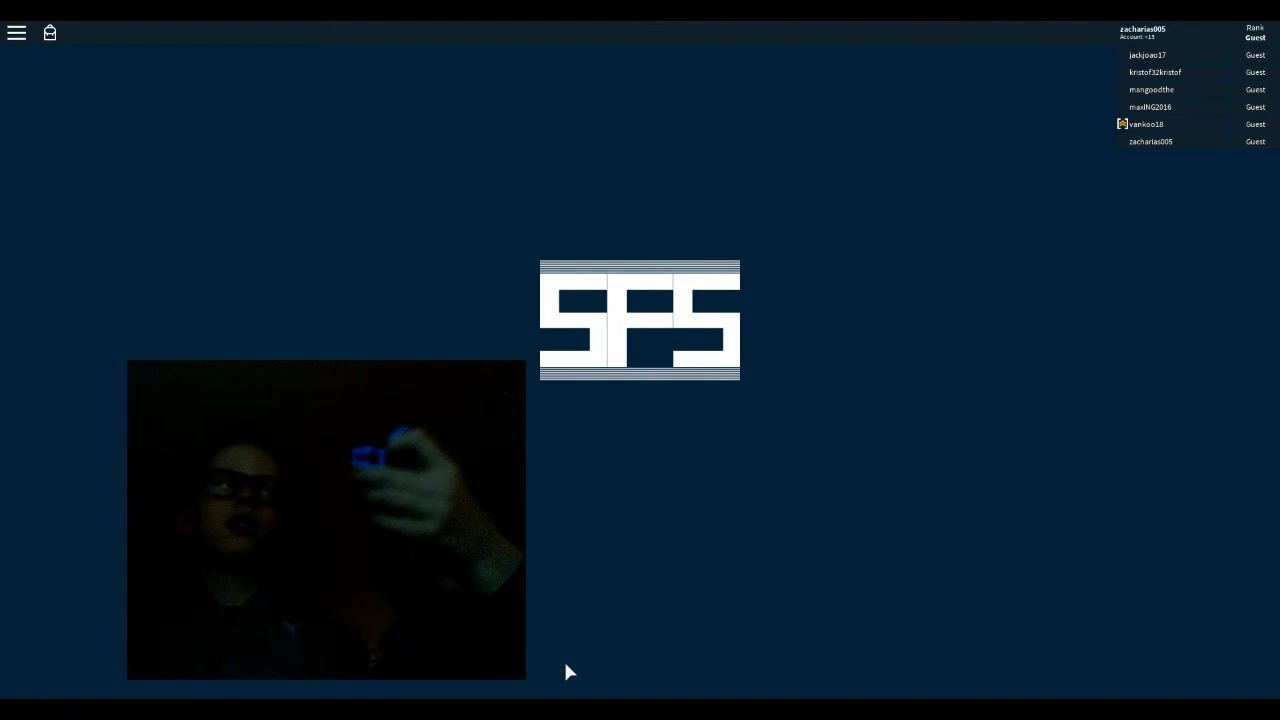 zacharias005
Account: <13
Rank
Guest
jackjoao17 Guest
kristof32kristof Guest
mangoodthe Guest
maxING2016 Guest
vankoo18 Guest
zacharias005 Guest
SFS